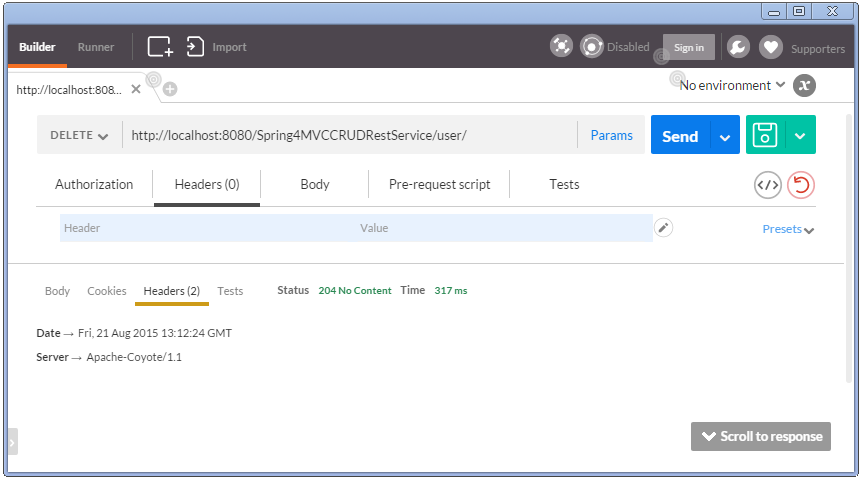 Builder Runner Import Disabled Sign in Supporters
http://localhost:808... No environment
DELETE http://localhost:8080/Spring4MVCCRUDRestService/user/ Params Send
Authorization Headers (0) Body Pre-request script Tests
Header Value Presets
Body Cookies Headers (2) Tests Status 204 No Content Time 317 ms
Date → Fri, 21 Aug 2015 13:12:24 GMT
Server → Apache-Coyote/1.1
Scroll to response